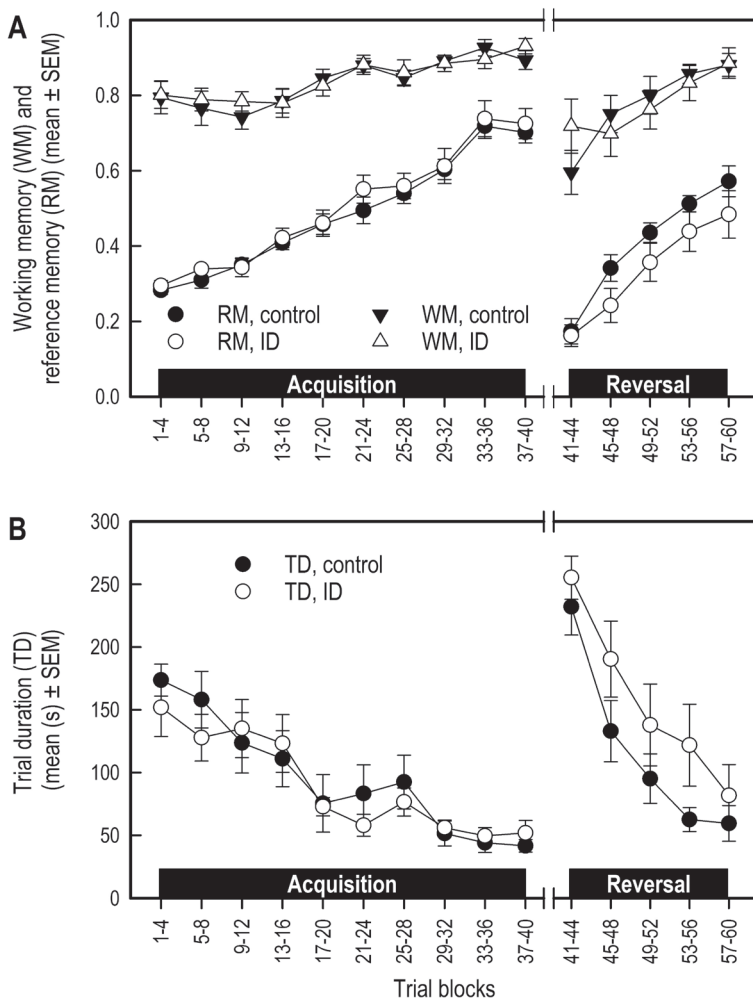 A
Working memory (WM) and
reference memory (RM) (mean ± SEM)
1.0
0.8
0.6
0.4
0.2
0.0
RM, control
WM, control
RM, ID
WM, ID
Acquisition
Reversal
1-4
5-8
9-12
13-16
17-20
21-24
25-28
29-32
33-36
37-40
41-44
45-48
49-52
53-56
57-60
B
Trial duration (TD)
(mean (s) ± SEM)
300
250
200
150
100
50
0
TD, control
TD, ID
Acquisition
Reversal
1-4
5-8
9-12
13-16
17-20
21-24
25-28
29-32
33-36
37-40
41-44
45-48
49-52
53-56
57-60
Trial blocks